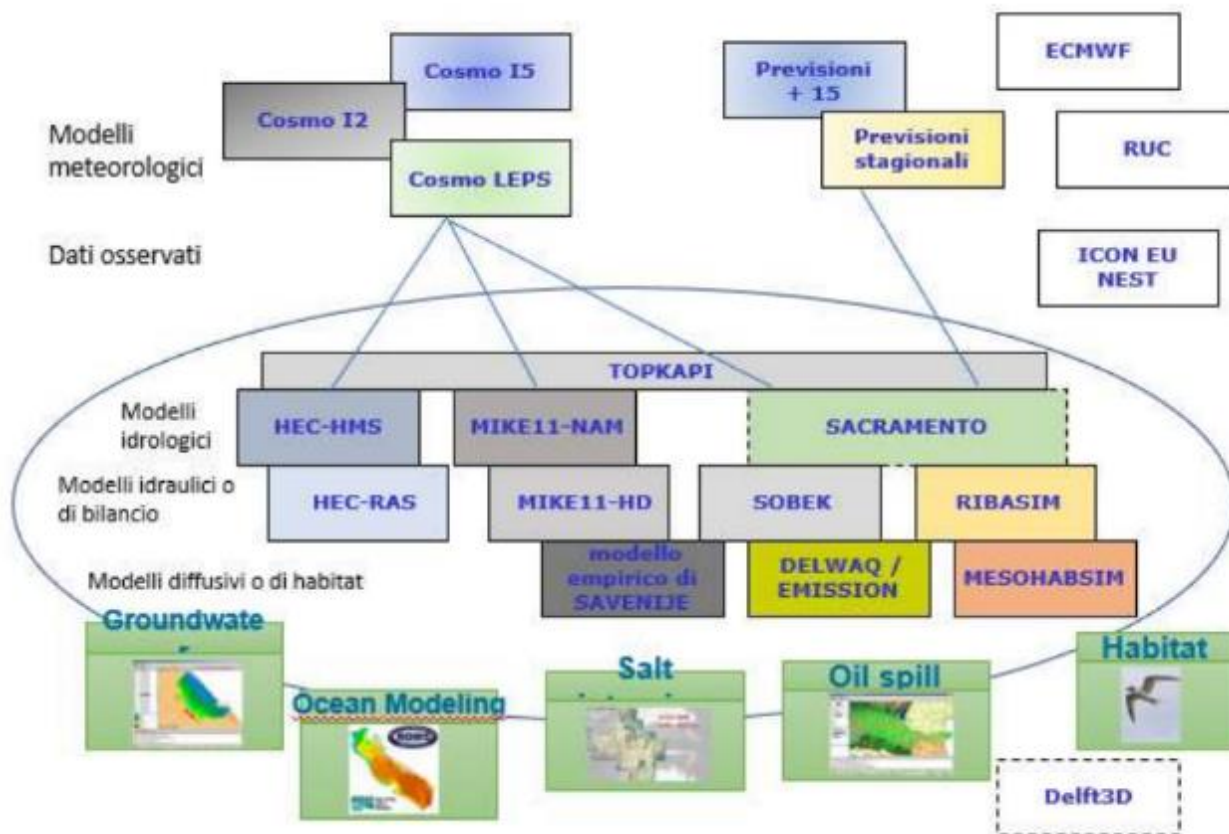 Cosmo I5
Cosmo I2
Cosmo LEPS
Previsioni
+ 15
Previsioni
stagionali
ECMWF
RUC
ICON EU
NEST
Modelli
meteorologici
Dati osservati
TOPKAPI
Modelli
idrologici
HEC-HMS
MIKE11-NAM
SACRAMENTO
Modelli idraulici o
di bilancio
HEC-RAS
MIKE11-HD
SOBEK
RIBASIM
Modelli diffusivi o di habitat
modello
empirico di
SAVENIJE
DELWAQ /
EMISSION
MESOHABSIM
Groundwate
Ocean Modeling
Salt
Oil spill
Habitat
Delft3D